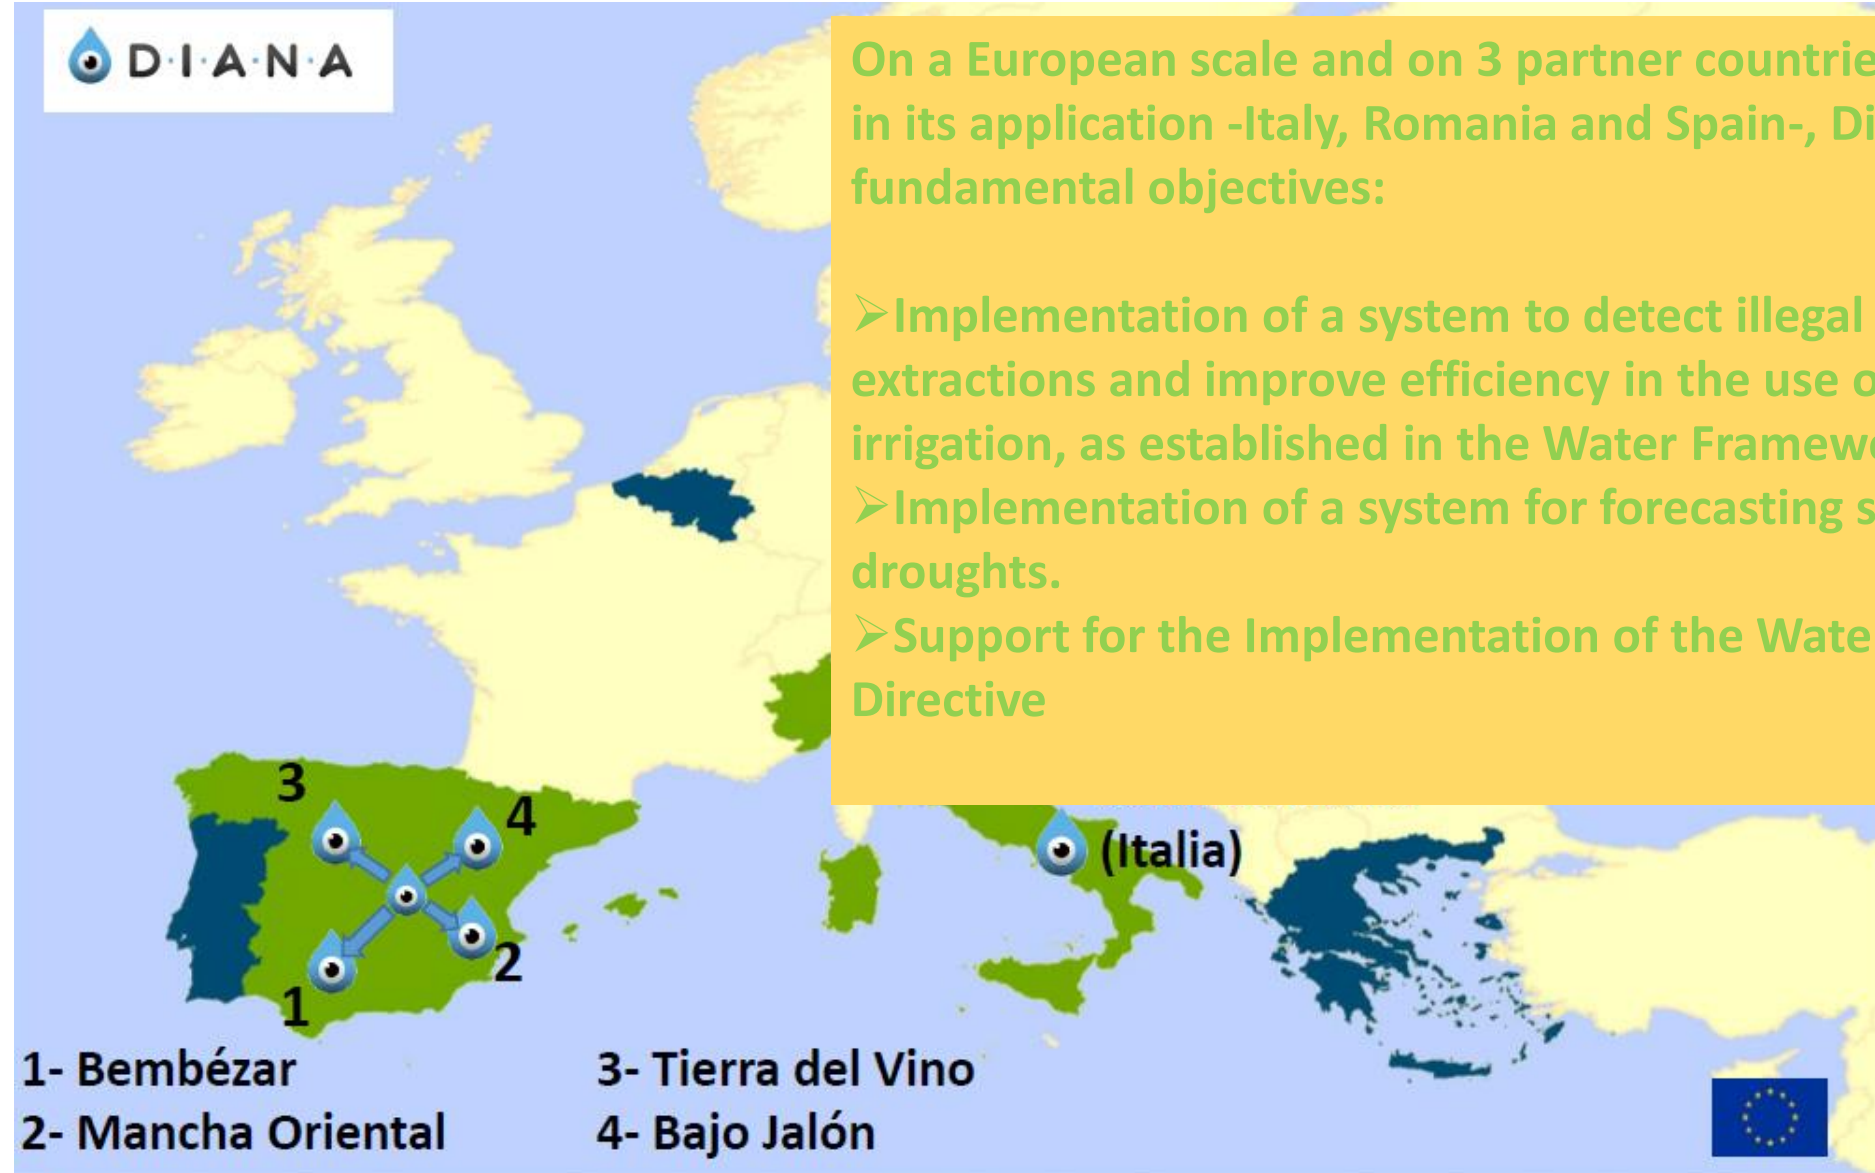 D·I·A·N·A
On a European scale and on 3 partner countrie
in its application -Italy, Romania and Spain-, Di
fundamental objectives:
➢Implementation of a system to detect illegal
extractions and improve efficiency in the use o
irrigation, as established in the Water Framew
➢Implementation of a system for forecasting s
droughts.
➢Support for the Implementation of the Wate
Directive
3
4
(Italia)
2
1
1- Bembézar
2- Mancha Oriental
3- Tierra del Vino
4- Bajo Jalón